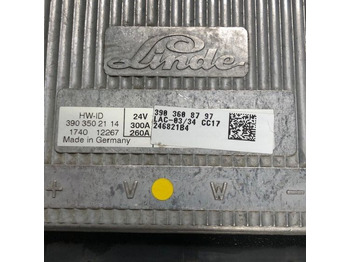 Linde
HW-ID
390 350 21 14
1740 12267
Made in Germany
24V
300A
260A
390 360 87 97
LAC-03/34 CC17
246821B4
+ V W -